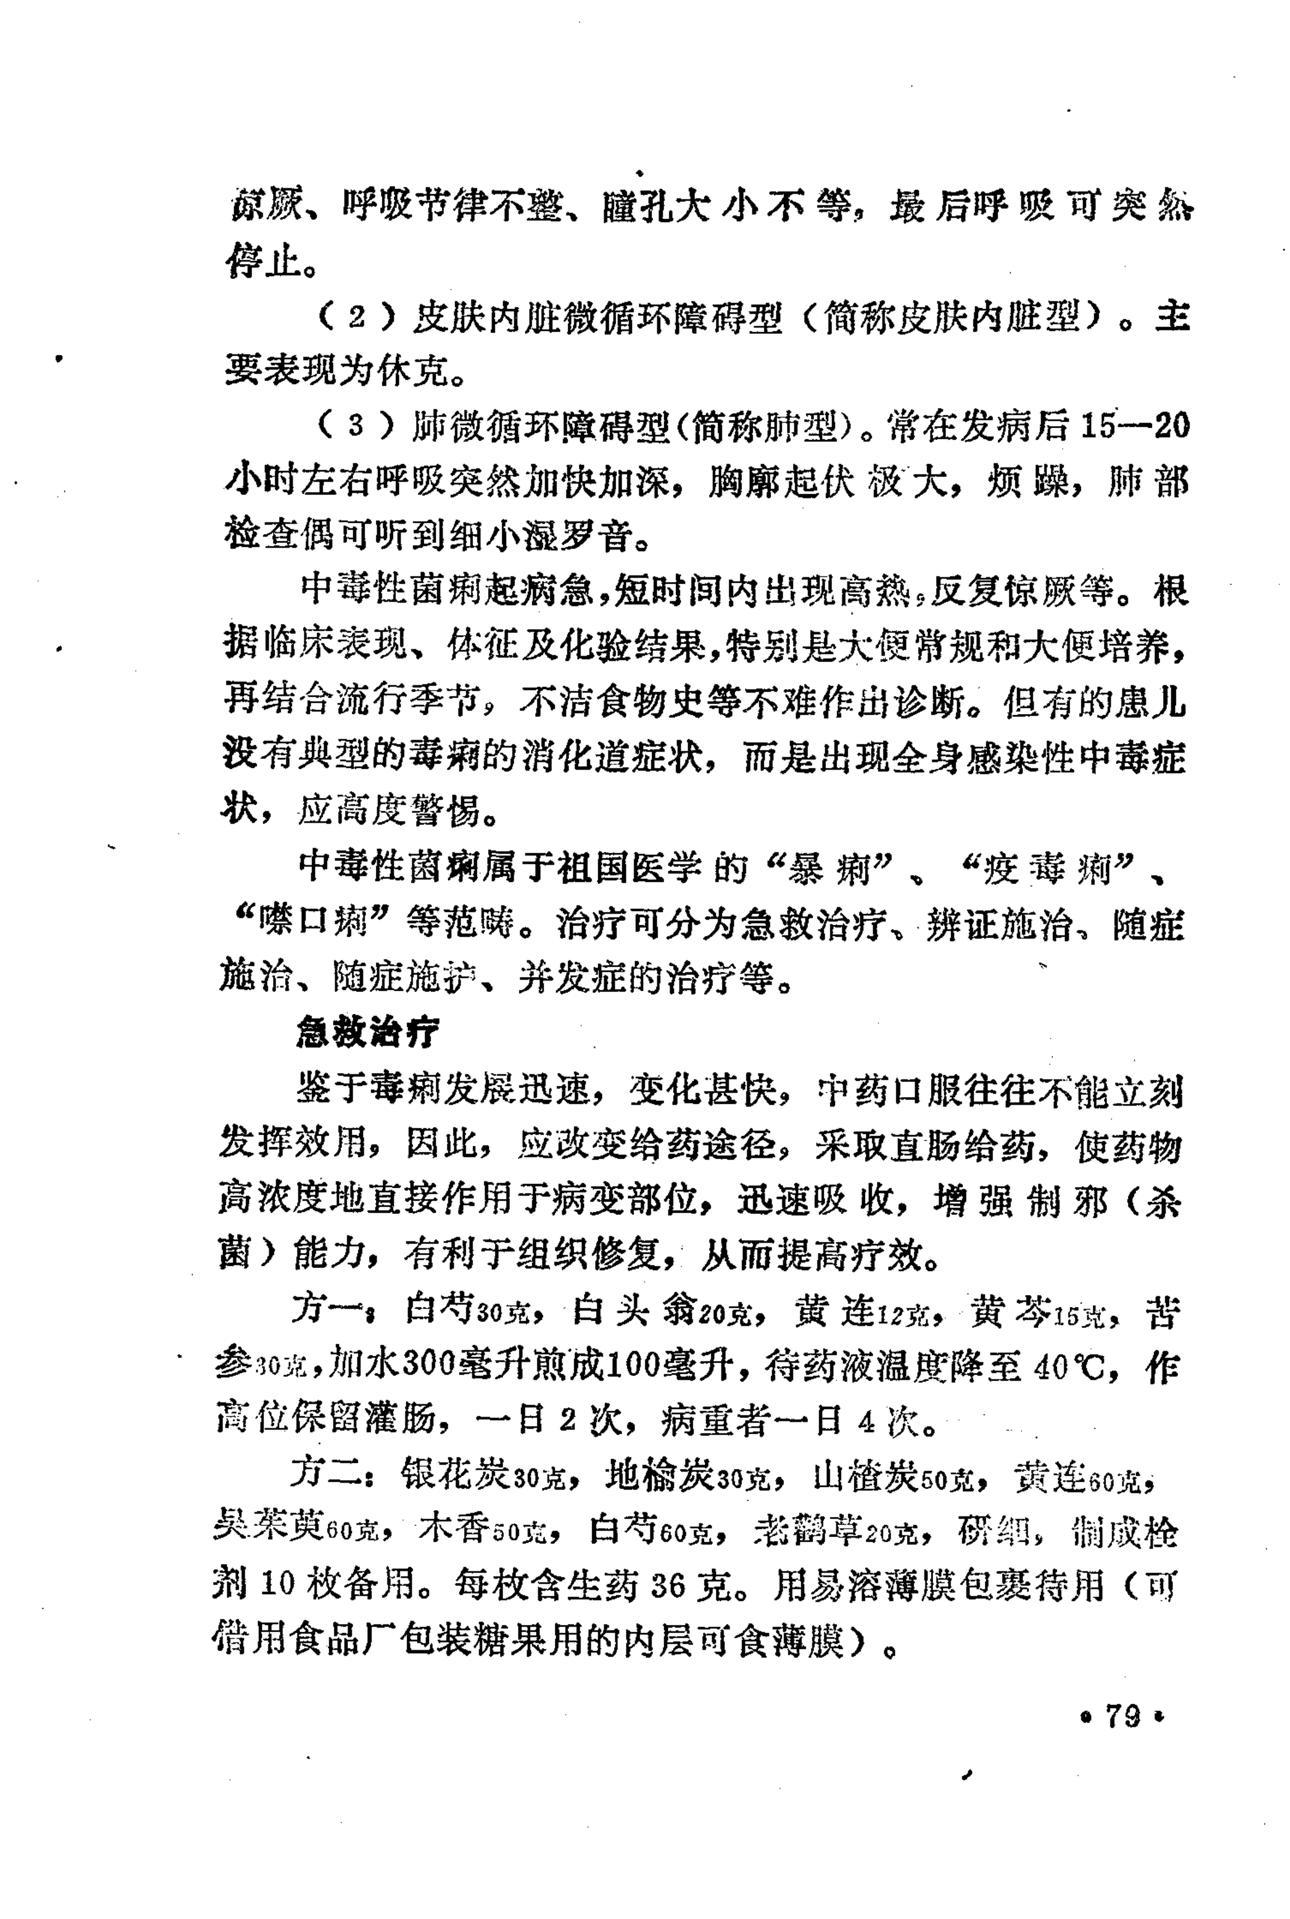 惊厥、呼吸节律不整、瞳孔大小不等，最后呼吸可突然
停止。
（2）皮肤内脏微循环障碍型（简称皮肤内脏型）。主
要表现为休克。
（3）肺微循环障碍型（简称肺型）。常在发病后15—20
小时左右呼吸突然加快加深，胸廓起伏极大，烦躁，肺部
检查偶可听到细小湿罗音。
中毒性菌痢起病急，短时间内出现高热，反复惊厥等。根
据临床表现、体征及化验结果，特别是大便常规和大便培养，
再结合流行季节，不洁食物史等不难作出诊断。但有的患儿
没有典型的毒痢的消化道症状，而是出现全身感染性中毒症
状，应高度警惕。
中毒性菌痢属于祖国医学的“暴痢”、“疫毒痢”、
“噤口痢”等范畴。治疗可分为急救治疗、辨证施治、随症
施治、随症施护、并发症的治疗等。
急救治疗
鉴于毒痢发展迅速，变化甚快，中药口服往往不能立刻
发挥效用，因此，应改变给药途径，采取直肠给药，使药物
高浓度地直接作用于病变部位，迅速吸收，增强制邪（杀
菌）能力，有利于组织修复，从而提高疗效。
方一：白芍30克，白头翁20克，黄连12克，黄芩15克，苦
参30克，加水300毫升煎成100毫升，待药液温度降至40℃，作
高位保留灌肠，一日2次，病重者一日4次。
方二：银花炭30克，地榆炭30克，山楂炭50克，黄连60克，
吴茱萸60克，木香50克，白芍60克，老鹳草20克，研细，制成栓
剂10枚备用。每枚含生药36克。用易溶薄膜包裹待用（可
借用食品厂包装糖果用的内层可食薄膜）。
•79•